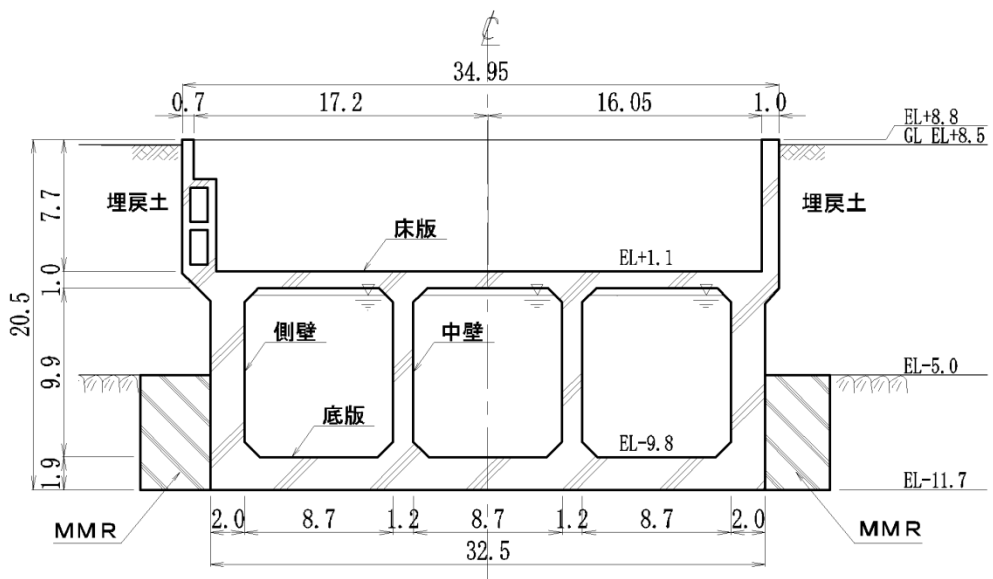 ℄
34.95
0.7 17.2 16.05 1.0
EL+8.8
GL EL+8.5
埋戻土
埋戻土
7.7
床版
EL+1.1
1.0
20.5
側壁
中壁
9.9
EL-5.0
底版
EL-9.8
1.9
EL-11.7
2.0 8.7 1.2 8.7 1.2 8.7 2.0
MMR
MMR
32.5